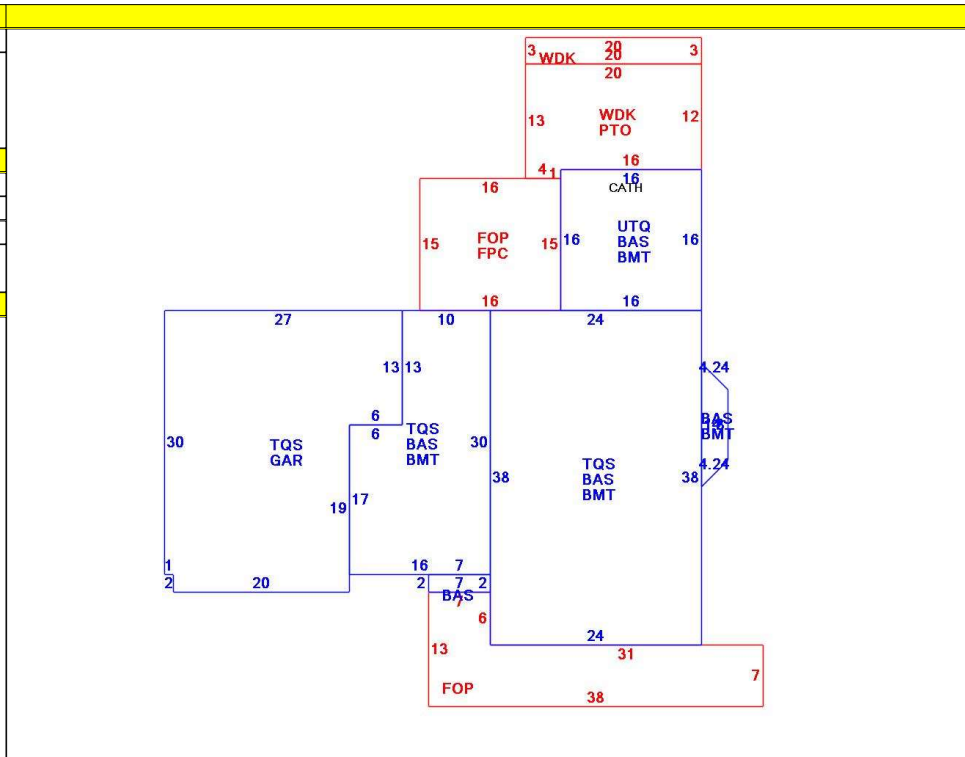 20
3 WDK 20 3
20
13 WDK 12
PTO
4 1 16
16
CATH
16
15 FOP 15
FPC
16
16 UTQ 16
BAS
BMT
16
27 10 24
13 13
4.24
6
6
30 TQS
GAR
TQS 30
BAS
BMT
BAS
BMT
4.24
38 TQS 38
BAS
BMT
19 17
1 16 7
2 20 2 7 2
BAS
7
6
24
13 31
7
FOP
38